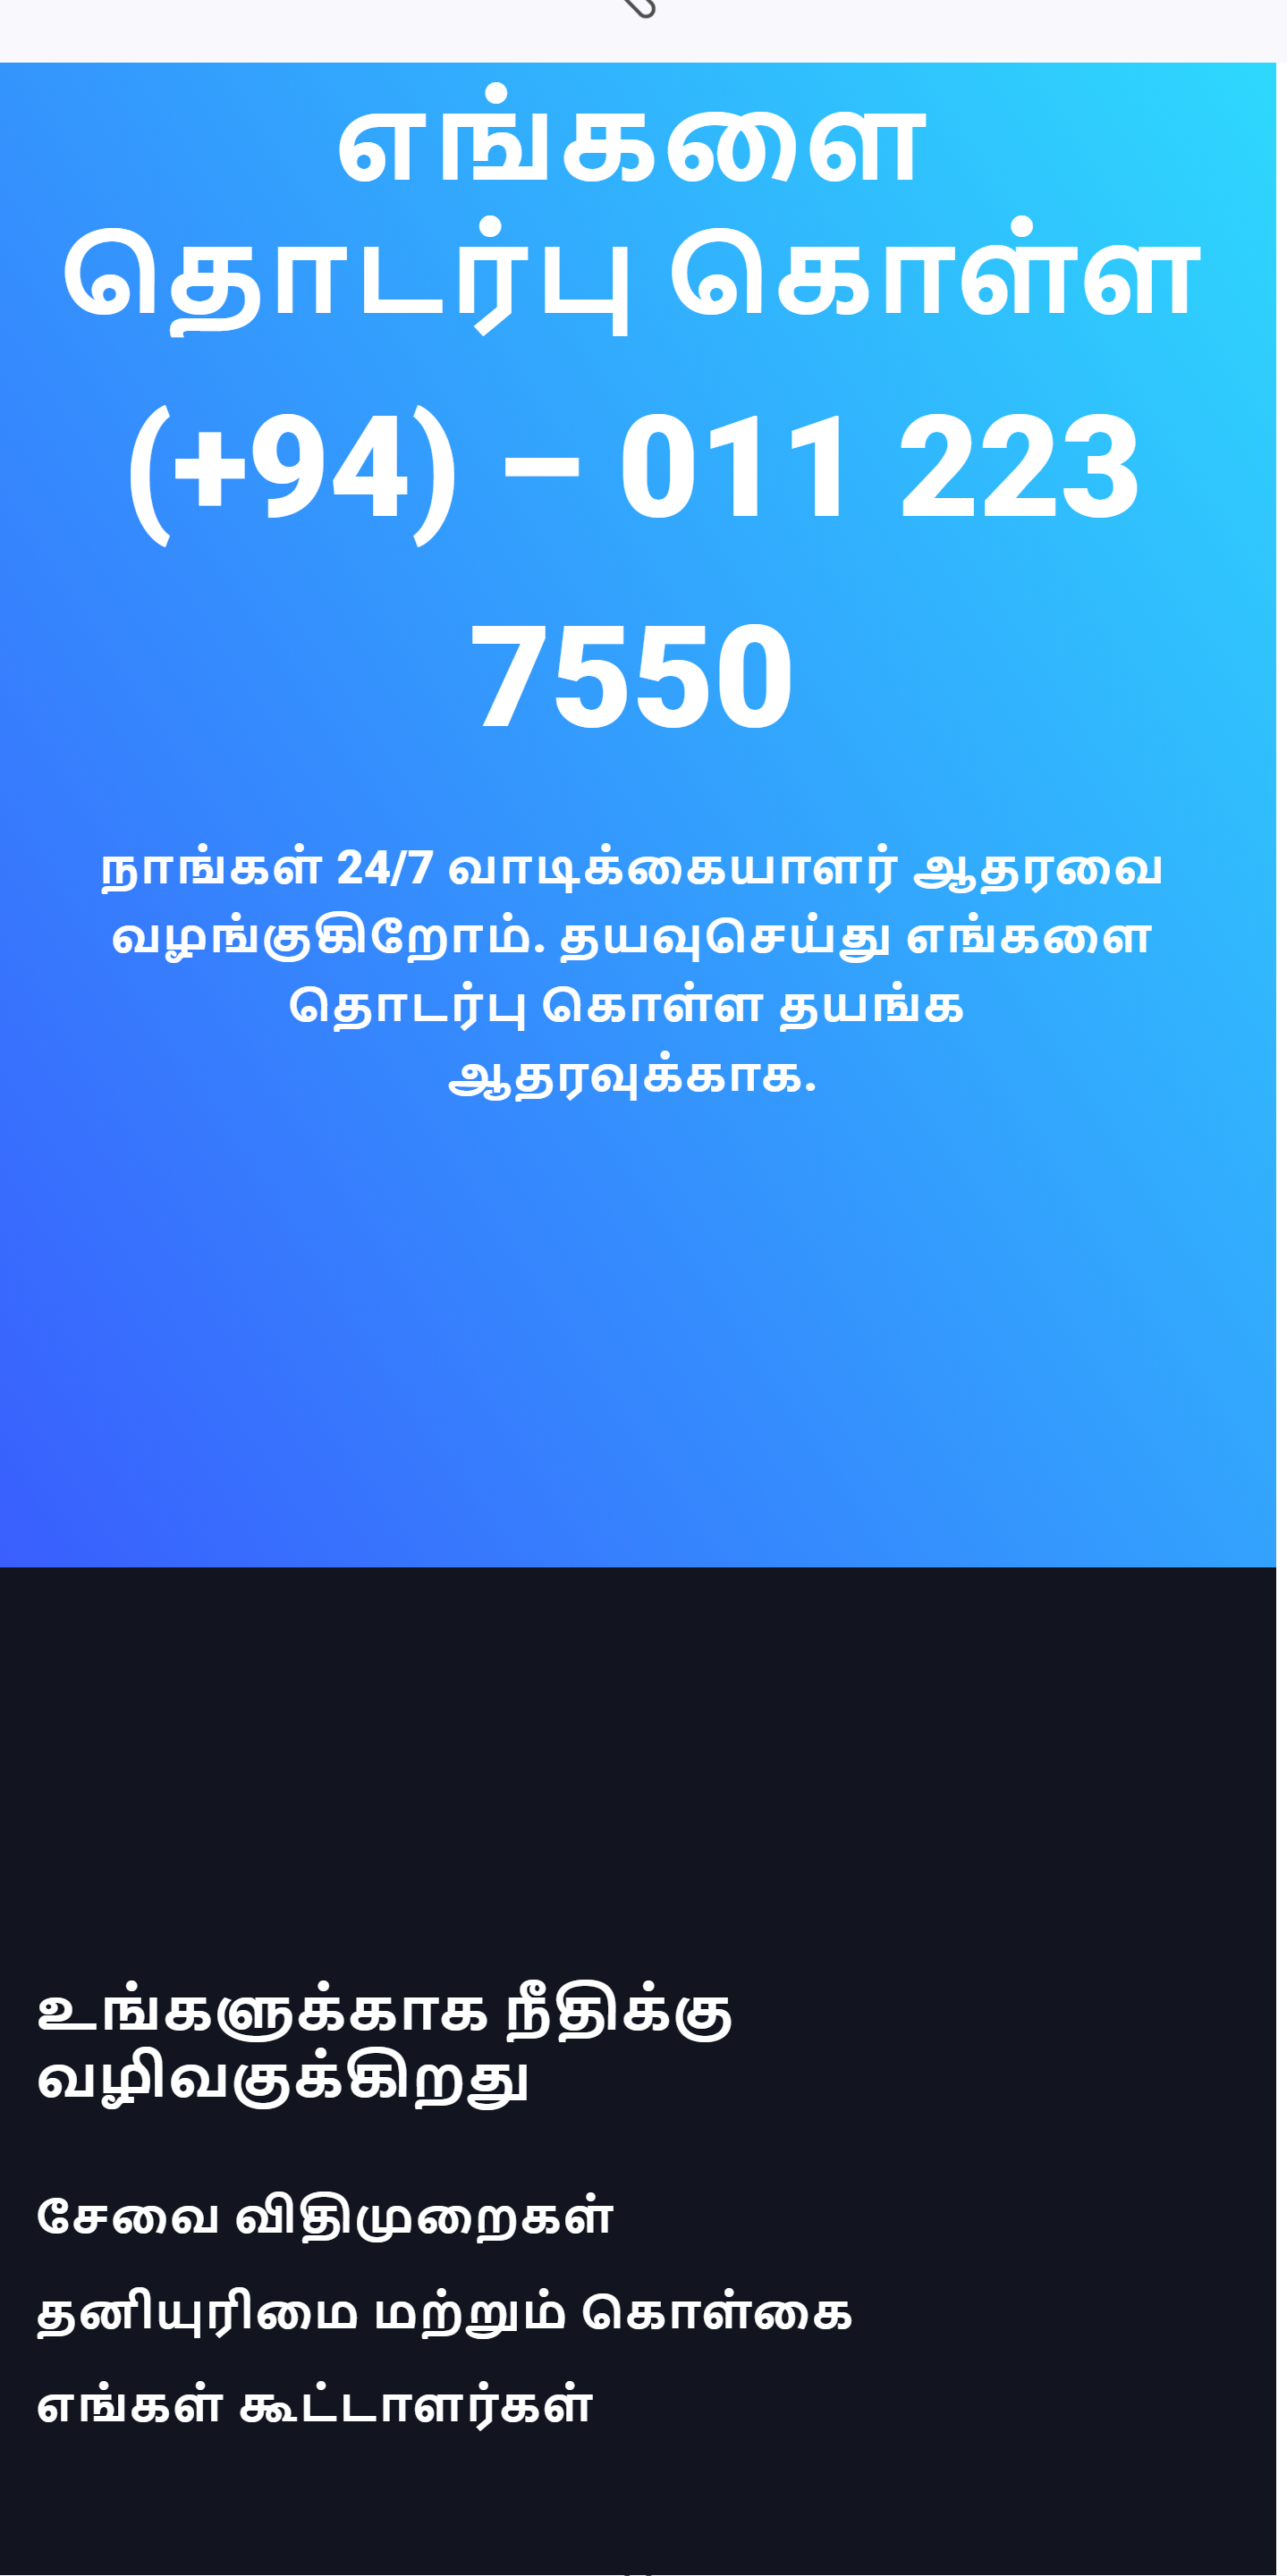 எங்களை
தொடர்பு கொள்ள
(+94) – 011 223
7550
நாங்கள் 24/7 வாடிக்கையாளர் ஆதரவை
வழங்குகிறோம். தயவுசெய்து எங்களை
தொடர்பு கொள்ள தயங்க
ஆதரவுக்காக.
உங்களுக்காக நீதிக்கு
வழிவகுக்கிறது
சேவை விதிமுறைகள்
தனியுரிமை மற்றும் கொள்கை
எங்கள் கூட்டாளர்கள்